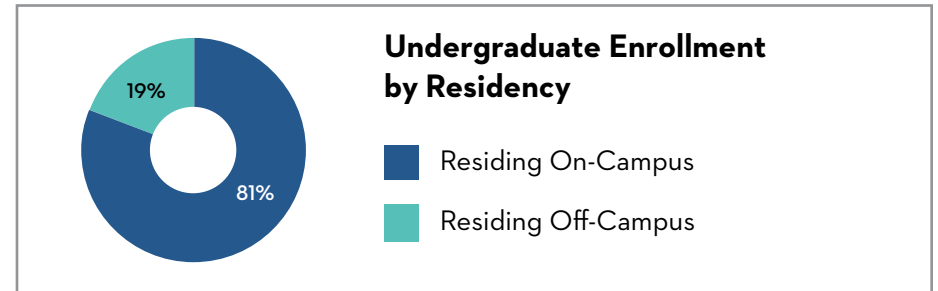 Undergraduate Enrollment
by Residency
19%
81%
Residing On-Campus
Residing Off-Campus